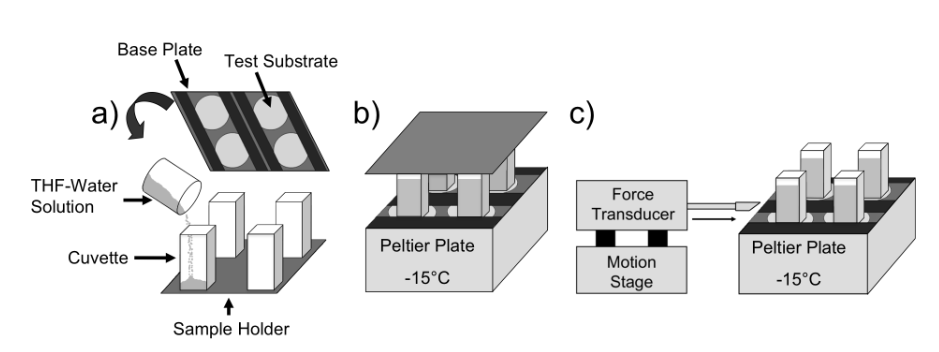 Base Plate
Test Substrate
a)
b)
c)
THF-Water
Solution
Cuvette
Sample Holder
Peltier Plate
-15°C
Force
Transducer
Motion
Stage
Peltier Plate
-15°C